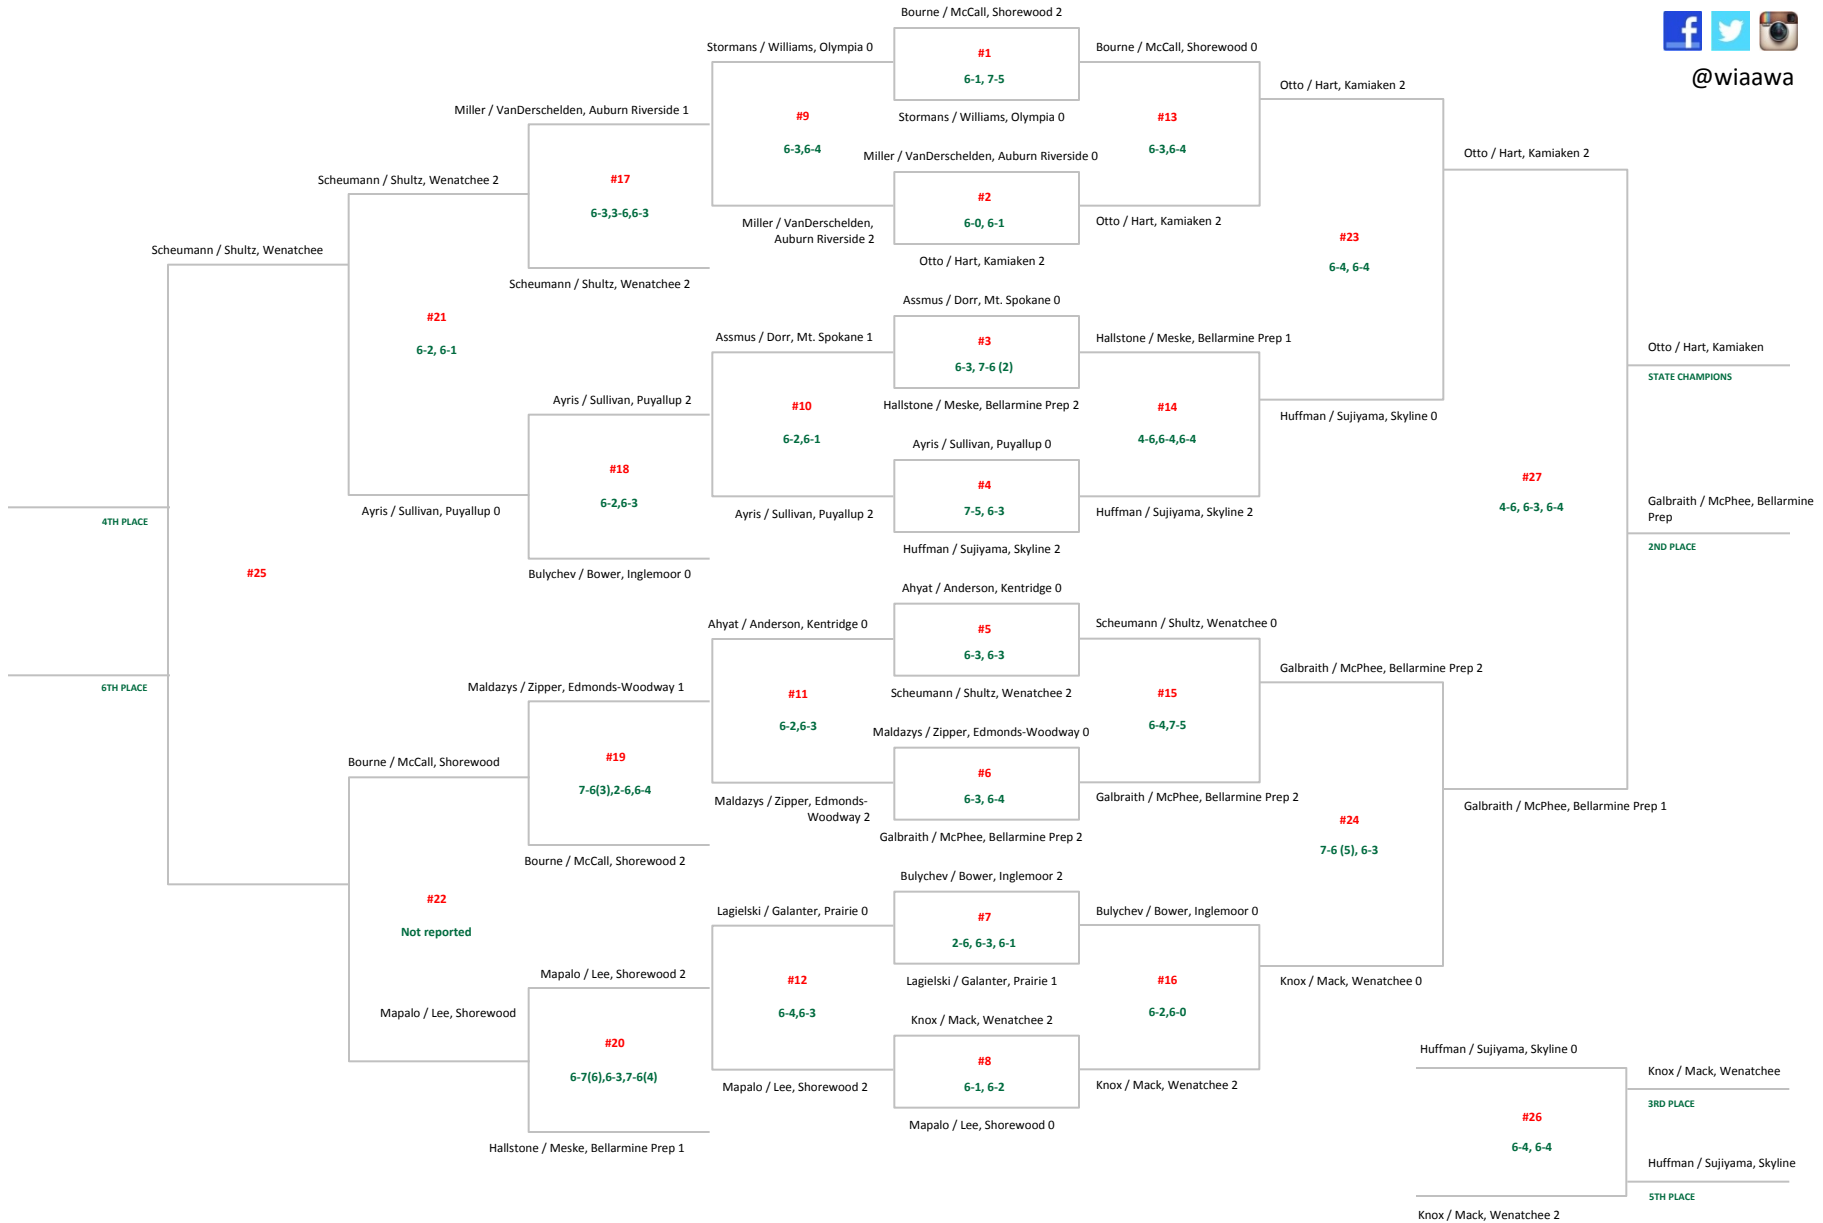 Bourne / McCall, Shorewood 2
Stormans / Williams, Olympia 0
#1
Bourne / McCall, Shorewood 0
6-1, 7-5
@wiaawa
Otto / Hart, Kamiaken 2
Miller / VanDerschelden, Auburn Riverside 1
#9
Stormans / Williams, Olympia 0
#13
6-3,6-4
Miller / VanDerschelden, Auburn Riverside 0
6-3,6-4
Otto / Hart, Kamiaken 2
Scheumann / Shultz, Wenatchee 2
#17
#2
6-3,3-6,6-3
Miller / VanDerschelden,
Auburn Riverside 2
6-0, 6-1
Otto / Hart, Kamiaken 2
#23
Scheumann / Shultz, Wenatchee
Otto / Hart, Kamiaken 2
6-4, 6-4
Scheumann / Shultz, Wenatchee 2
Assmus / Dorr, Mt. Spokane 0
#21
Assmus / Dorr, Mt. Spokane 1
#3
Hallstone / Meske, Bellarmine Prep 1
6-2, 6-1
6-3, 7-6 (2)
Otto / Hart, Kamiaken
STATE CHAMPIONS
Ayris / Sullivan, Puyallup 2
#10
Hallstone / Meske, Bellarmine Prep 2
#14
Huffman / Sujiyama, Skyline 0
6-2,6-1
Ayris / Sullivan, Puyallup 0
4-6,6-4,6-4
#18
#4
#27
6-2,6-3
Ayris / Sullivan, Puyallup 0
Ayris / Sullivan, Puyallup 2
7-5, 6-3
Huffman / Sujiyama, Skyline 2
4-6, 6-3, 6-4
Galbraith / McPhee, Bellarmine
Prep
4TH PLACE
Huffman / Sujiyama, Skyline 2
2ND PLACE
#25
Bulychev / Bower, Inglemoor 0
Ahyat / Anderson, Kentridge 0
Ahyat / Anderson, Kentridge 0
#5
Scheumann / Shultz, Wenatchee 0
6-3, 6-3
Galbraith / McPhee, Bellarmine Prep 2
6TH PLACE
Maldazys / Zipper, Edmonds-Woodway 1
#11
Scheumann / Shultz, Wenatchee 2
#15
6-2,6-3
Maldazys / Zipper, Edmonds-Woodway 0
6-4,7-5
Bourne / McCall, Shorewood
#19
#6
7-6(3),2-6,6-4
Maldazys / Zipper, Edmonds-
Woodway 2
6-3, 6-4
Galbraith / McPhee, Bellarmine Prep 2
Galbraith / McPhee, Bellarmine Prep 1
#24
Galbraith / McPhee, Bellarmine Prep 2
7-6 (5), 6-3
Bourne / McCall, Shorewood 2
Bulychev / Bower, Inglemoor 2
#22
Lagielski / Galanter, Prairie 0
#7
Bulychev / Bower, Inglemoor 0
Not reported
2-6, 6-3, 6-1
Mapalo / Lee, Shorewood 2
#12
Lagielski / Galanter, Prairie 1
#16
Knox / Mack, Wenatchee 0
Mapalo / Lee, Shorewood
6-4,6-3
Knox / Mack, Wenatchee 2
6-2,6-0
#20
#8
Huffman / Sujiyama, Skyline 0
6-7(6),6-3,7-6(4)
Mapalo / Lee, Shorewood 2
6-1, 6-2
Knox / Mack, Wenatchee 2
Knox / Mack, Wenatchee
3RD PLACE
Mapalo / Lee, Shorewood 0
#26
Hallstone / Meske, Bellarmine Prep 1
6-4, 6-4
Huffman / Sujiyama, Skyline
5TH PLACE
Knox / Mack, Wenatchee 2